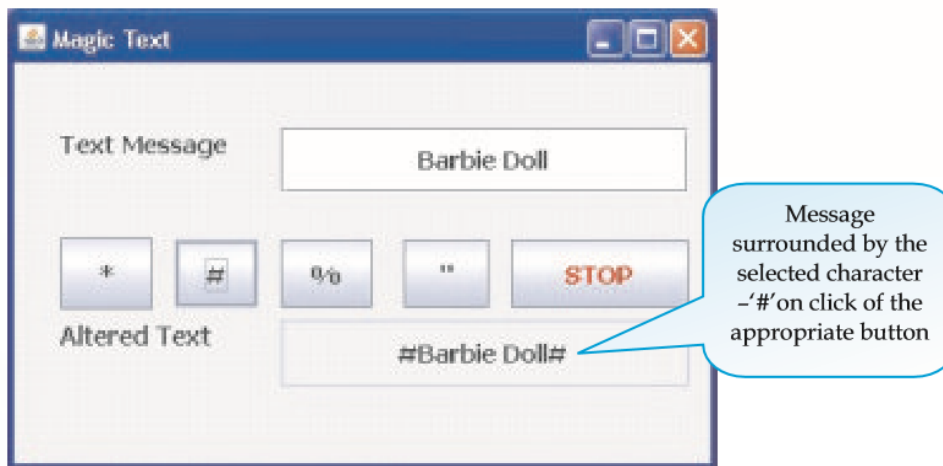 Magic Text
Text Message
Barbie Doll
* # % " STOP
Altered Text
#Barbie Doll#
Message
surrounded by the
selected character
–‘#’on click of the
appropriate button